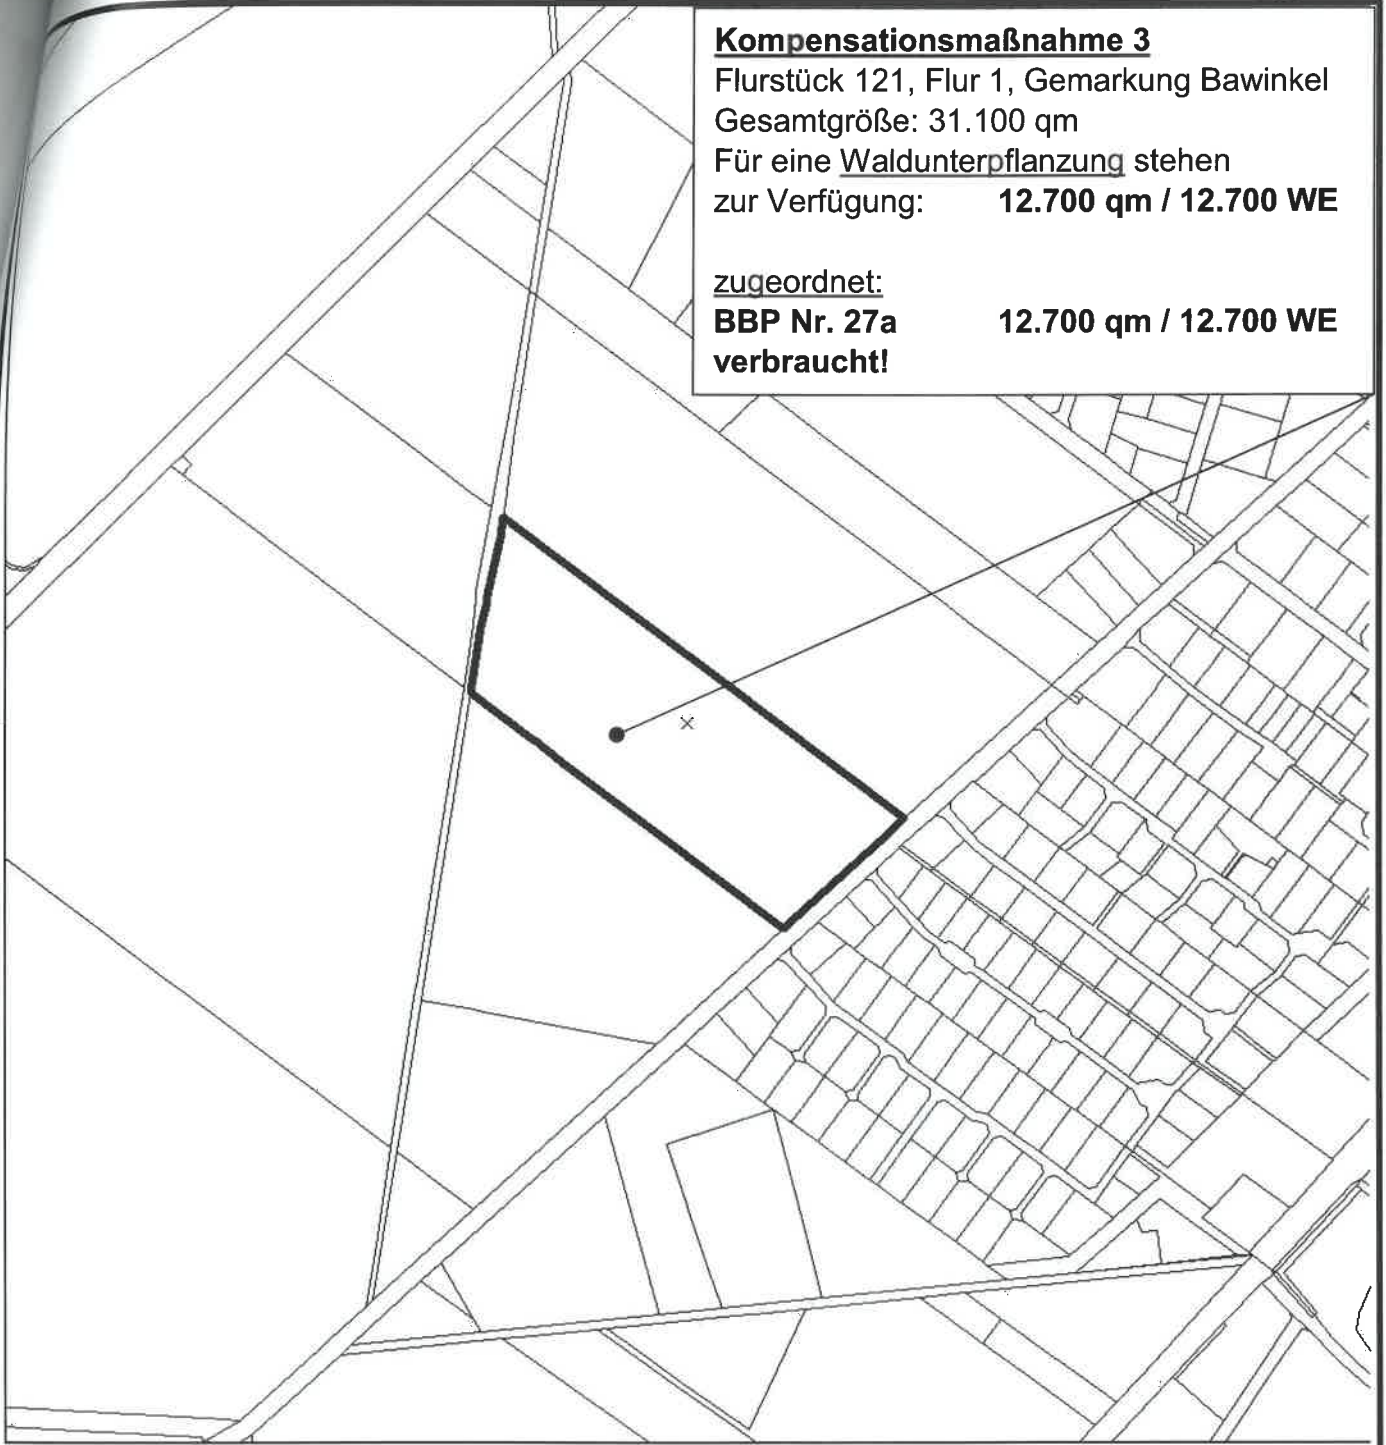 Kompensationsmaßnahme 3
Flurstück 121, Flur 1, Gemarkung Bawinkel
Gesamtgröße: 31.100 qm
Für eine Waldunterpflanzung stehen
zur Verfügung: 12.700 qm / 12.700 WE
zugeordnet:
BBP Nr. 27a 12.700 qm / 12.700 WE
verbraucht!